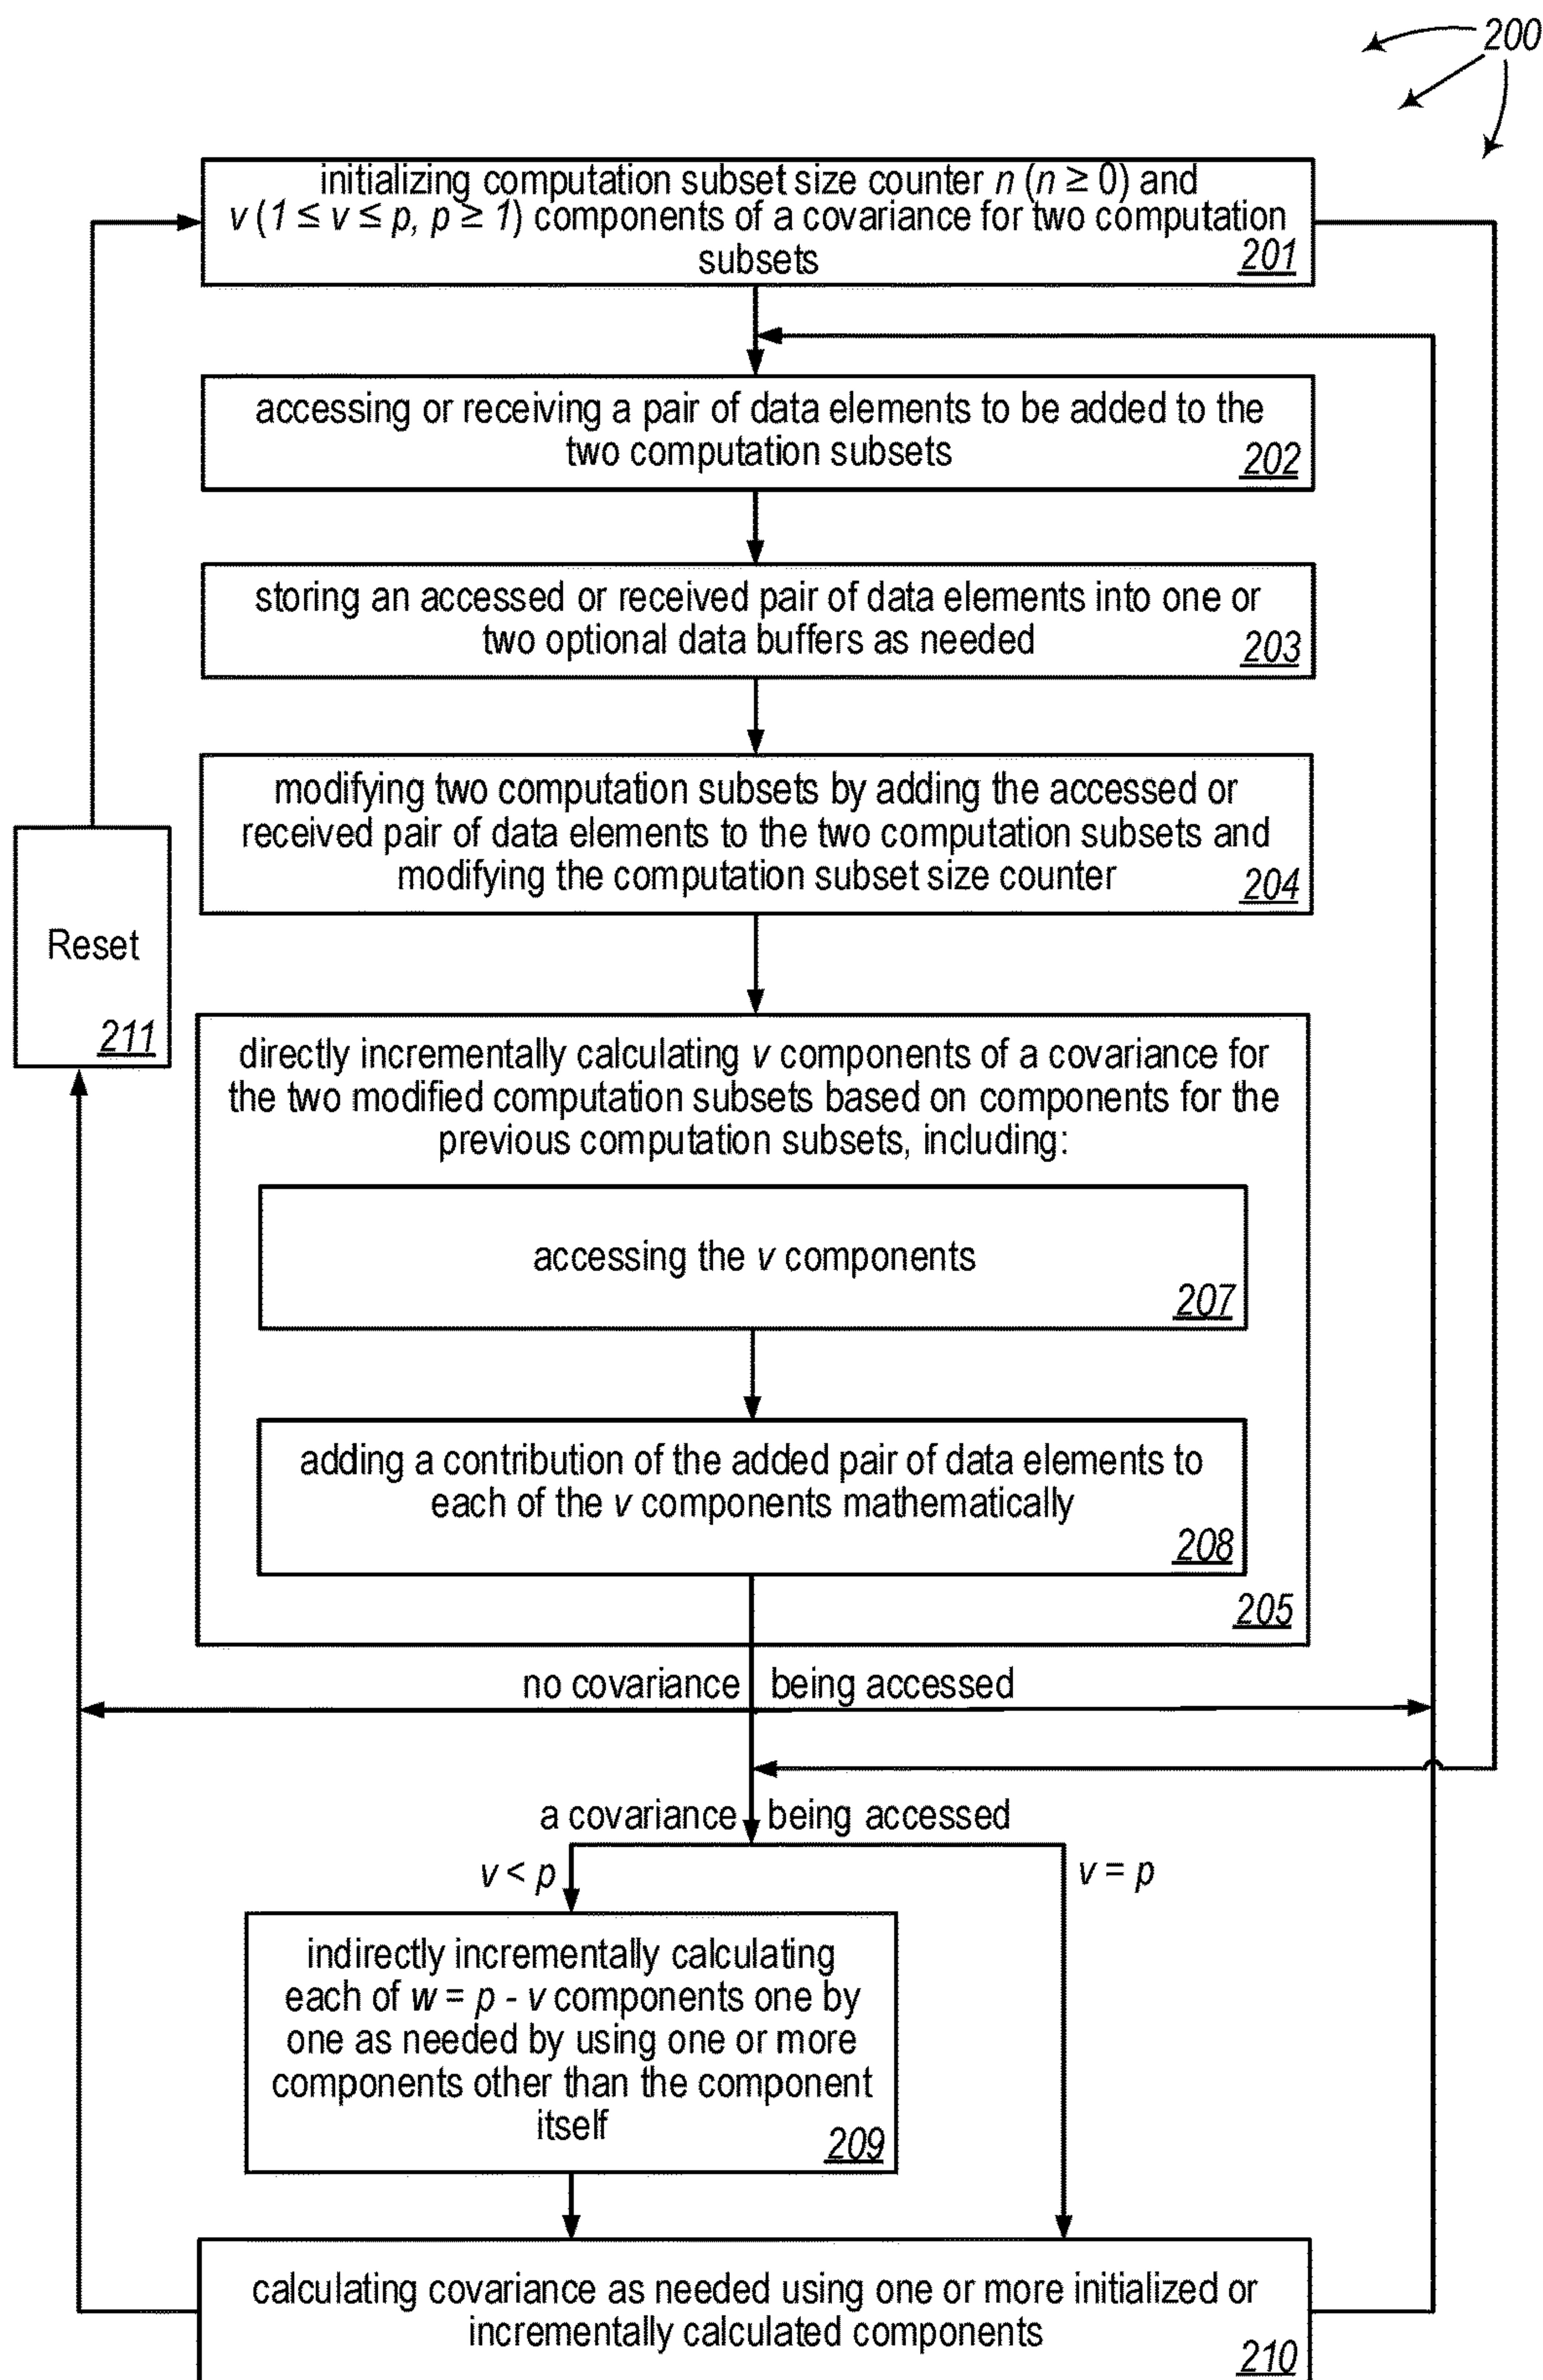 200
initializing computation subset size counter n (n ≥ 0) and
v (1 ≤ v ≤ p, p ≥ 1) components of a covariance for two computation
subsets
201
accessing or receiving a pair of data elements to be added to the
two computation subsets
202
storing an accessed or received pair of data elements into one or
two optional data buffers as needed
203
modifying two computation subsets by adding the accessed or
received pair of data elements to the two computation subsets and
modifying the computation subset size counter
204
Reset
211
directly incrementally calculating v components of a covariance for
the two modified computation subsets based on components for the
previous computation subsets, including:
accessing the v components
207
adding a contribution of the added pair of data elements to
each of the v components mathematically
208
205
no covariance being accessed
a covariance being accessed
v < p
v = p
indirectly incrementally calculating
each of w = p - v components one by
one as needed by using one or more
components other than the component
itself
209
calculating covariance as needed using one or more initialized or
incrementally calculated components
210